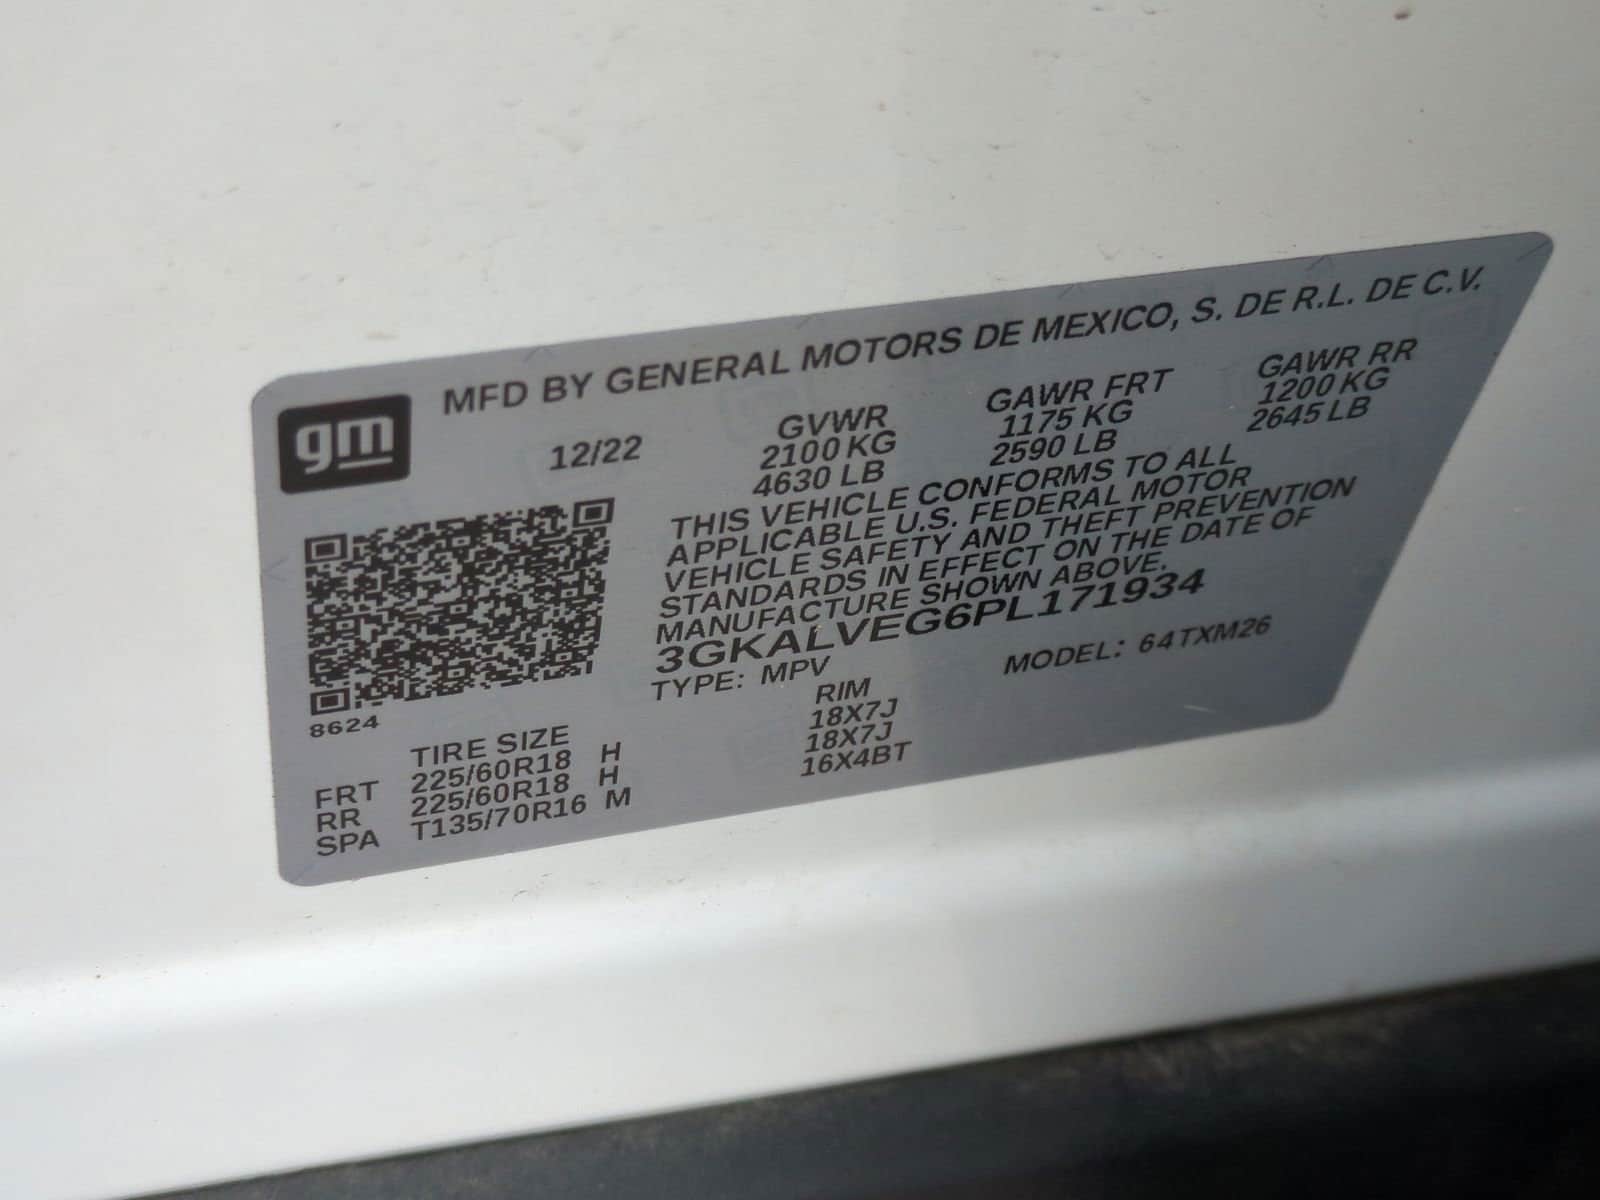 gm
MFD BY GENERAL MOTORS DE MEXICO, S. DE R.L. DE C.V.
12/22
GVWR GAWR FRT GAWR RR
2100 KG 1175 KG 1200 KG
4630 LB 2590 LB 2645 LB
THIS VEHICLE CONFORMS TO ALL
APPLICABLE U.S. FEDERAL MOTOR
VEHICLE SAFETY AND THEFT PREVENTION
STANDARDS IN EFFECT ON THE DATE OF
MANUFACTURE SHOWN ABOVE.
3GKALVEG6PL171934
TYPE: MPV MODEL: 64TXM26
8624
TIRE SIZE RIM
FRT 225/60R18 H 18X7J
RR 225/60R18 H 18X7J
SPA T135/70R16 M 16X4BT